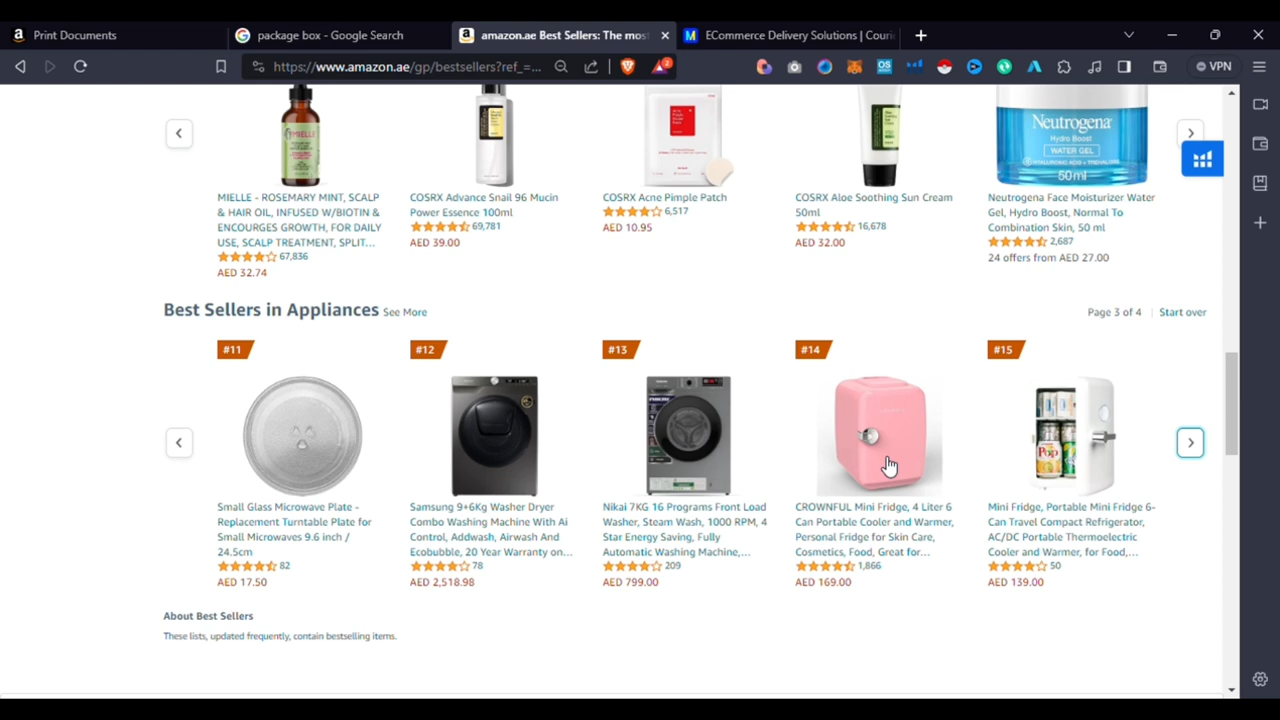 Print Documents
package box - Google Search
amazon.ae Best Sellers: The mos
ECommerce Delivery Solutions | Couri
https://www.amazon.ae/gp/bestsellers?ref_=...
2
OS
VPN
MIELLE
Neutrogena
Hydro Boost
WATER GEL
50ml
MIELLE - ROSEMARY MINT, SCALP
& HAIR OIL, INFUSED W/BIOTIN &
ENCOURGES GROWTH, FOR DAILY
USE, SCALP TREATMENT, SPLIT...
67,836
AED 32.74
COSRX Advance Snail 96 Mucin
Power Essence 100ml
69,781
AED 39.00
COSRX Acne Pimple Patch
6,517
AED 10.95
COSRX Aloe Soothing Sun Cream
50ml
16,678
AED 32.00
Neutrogena Face Moisturizer Water
Gel, Hydro Boost, Normal To
Combination Skin, 50 ml
2,687
24 offers from AED 27.00
Best Sellers in Appliances See More
Page 3 of 4 | Start over
#11
#12
#13
#14
#15
Pop
Small Glass Microwave Plate -
Replacement Turntable Plate for
Small Microwaves 9.6 inch /
24.5cm
82
AED 17.50
Samsung 9+6Kg Washer Dryer
Combo Washing Machine With Ai
Control, Addwash, Airwash And
Ecobubble, 20 Year Warranty on...
78
AED 2,518.98
Nikai 7KG 16 Programs Front Load
Washer, Steam Wash, 1000 RPM, 4
Star Energy Saving, Fully
Automatic Washing Machine,...
209
AED 799.00
CROWNFUL Mini Fridge, 4 Liter 6
Can Portable Cooler and Warmer,
Personal Fridge for Skin Care,
Cosmetics, Food, Great for...
1,866
AED 169.00
Mini Fridge, Portable Mini Fridge 6-
Can Travel Compact Refrigerator,
AC/DC Portable Thermoelectric
Cooler and Warmer, for Food,...
50
AED 139.00
About Best Sellers
These lists, updated frequently, contain bestselling items.